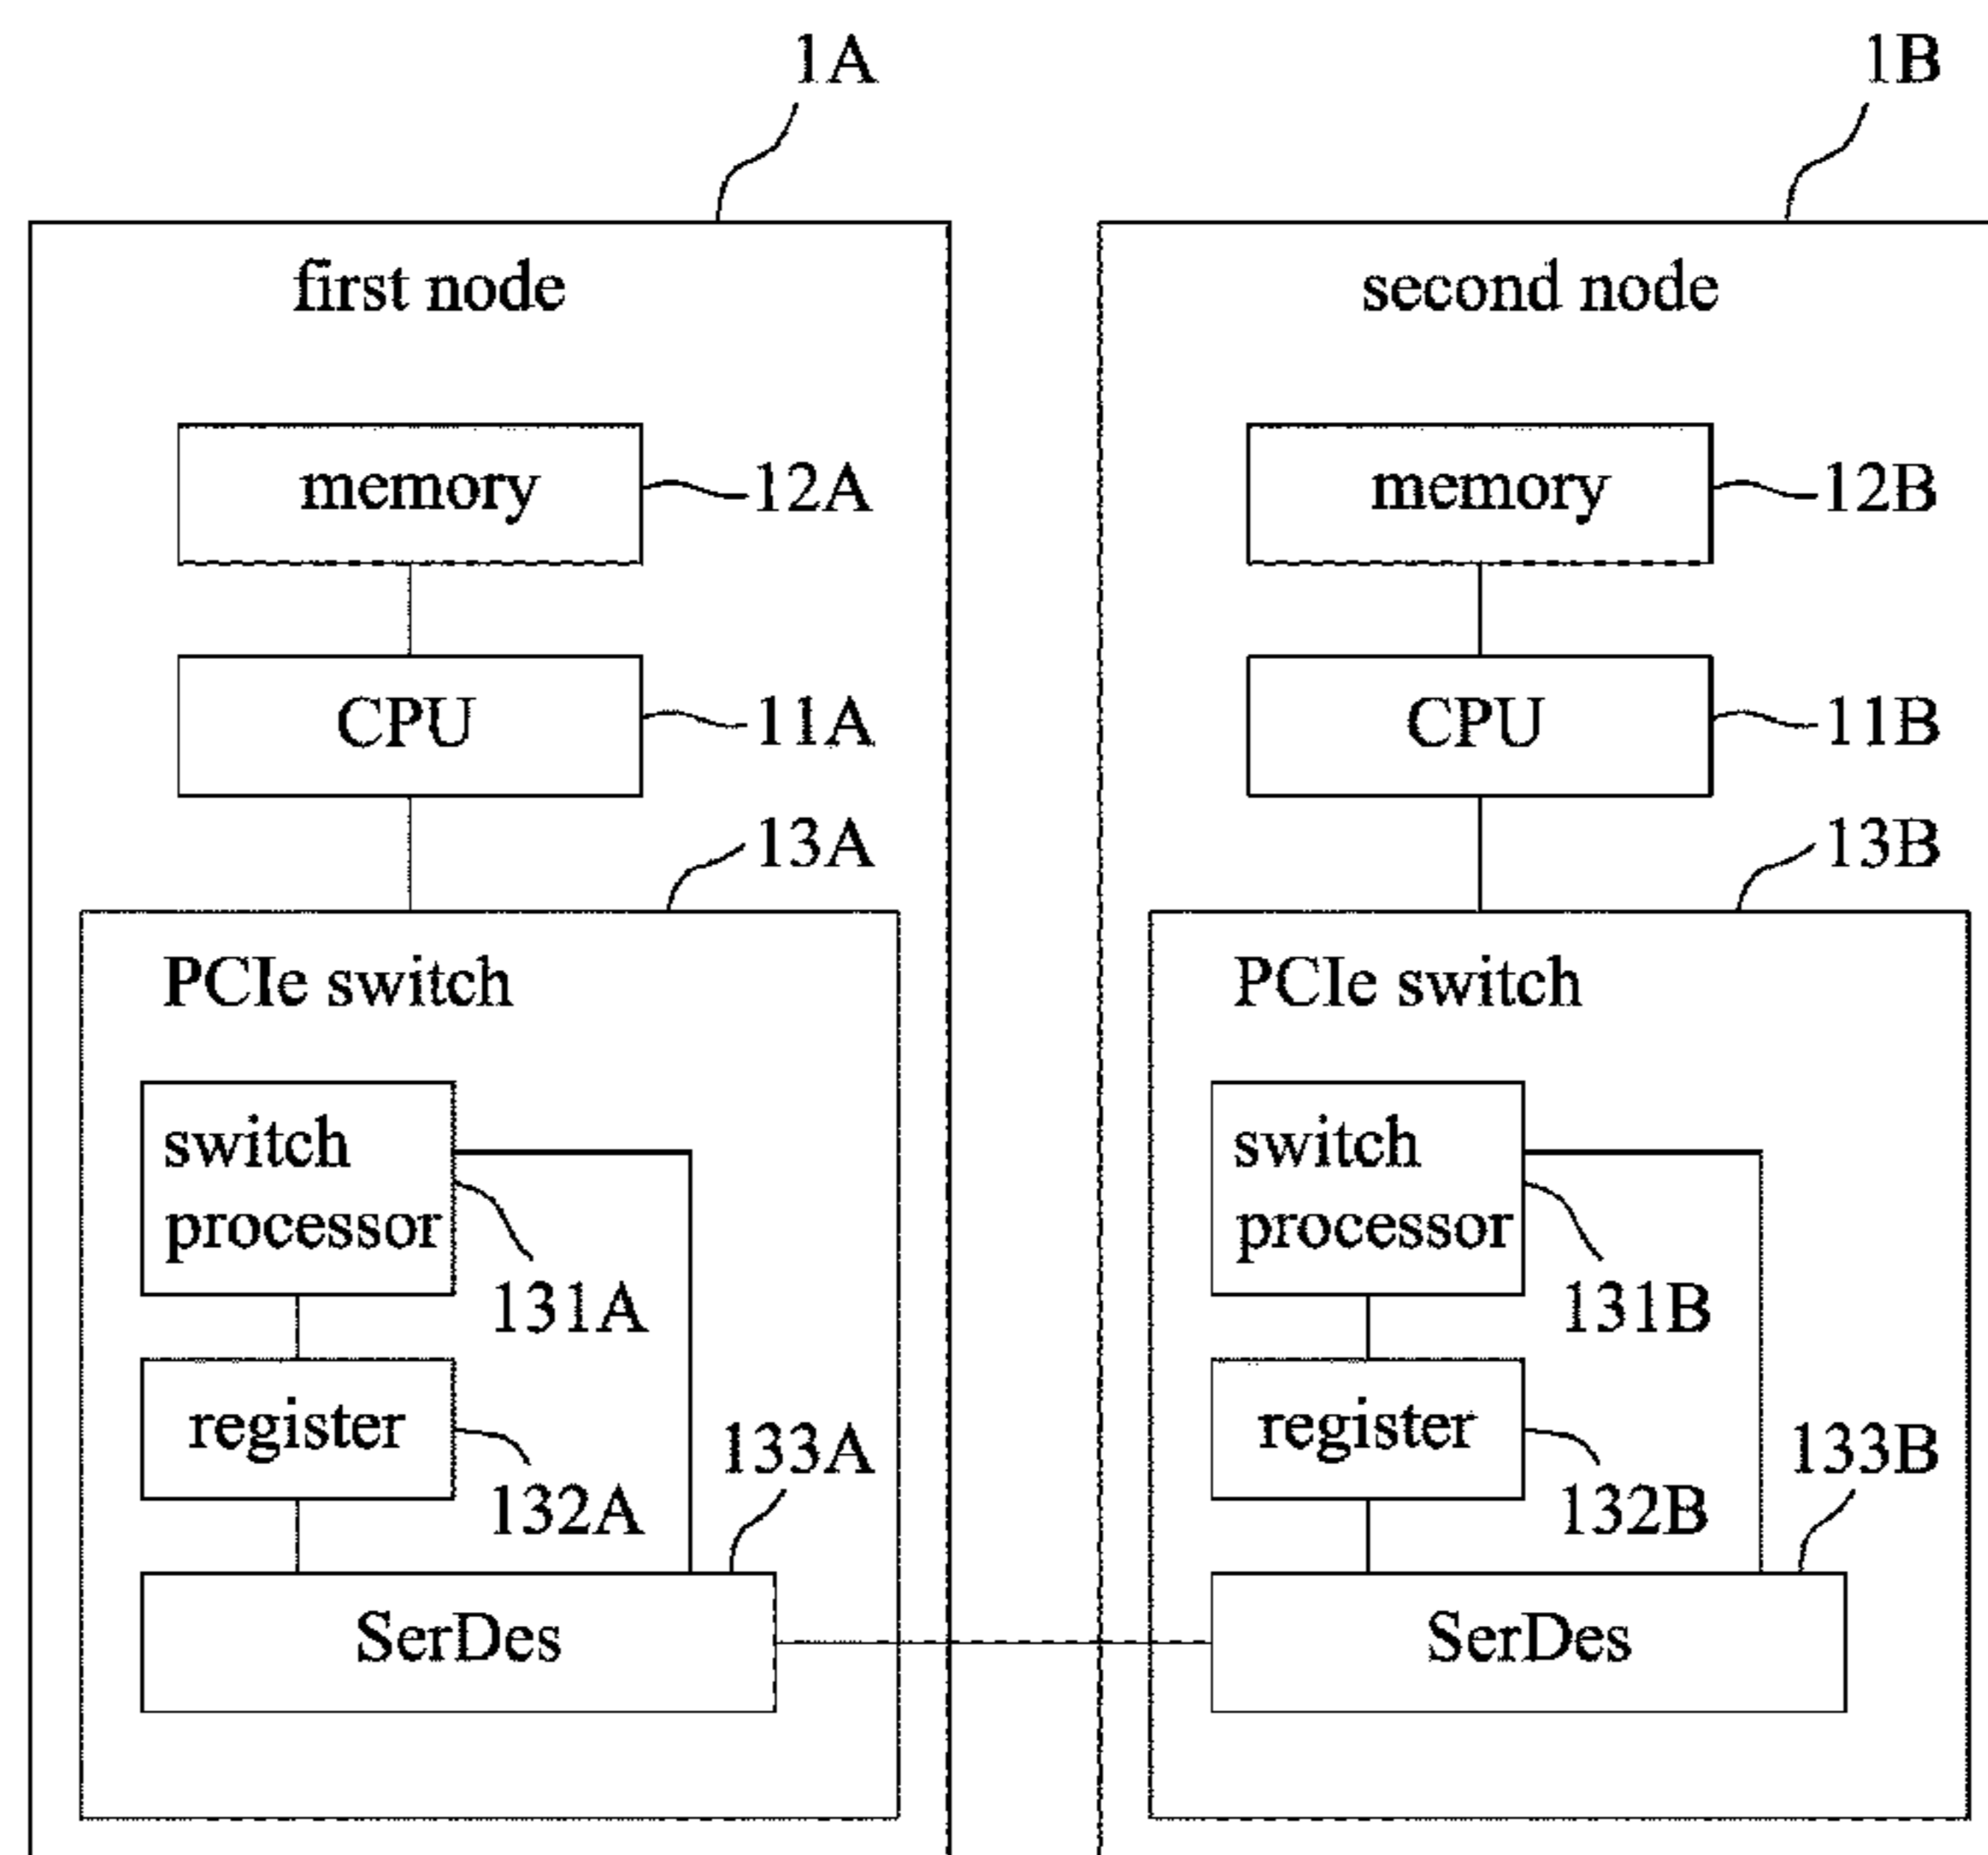 1A
1B
first node
second node
memory
12A
memory
12B
CPU
11A
CPU
11B
13A
13B
PCIe switch
PCIe switch
switch
processor
131A
switch
processor
131B
register
132A
133A
register
132B
133B
SerDes
SerDes